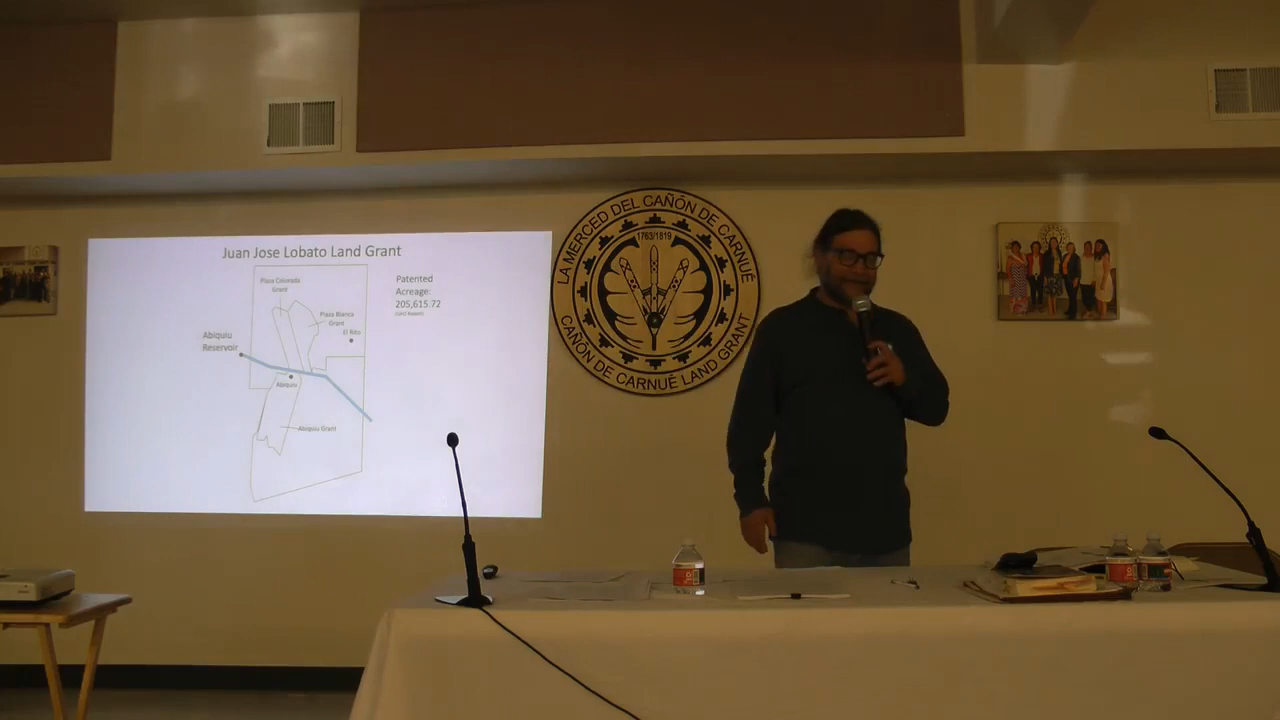 Juan Jose Lobato Land Grant
Plaza Colorada
Grant
Patented
Acreage:
205,615.72
Plaza Blanca
Grant
El Rito
Abiquiu
Reservoir
Abiquiu
Abiquiu Grant
LA MERCED DEL CAÑÓN DE CARNUÉ
1763/1819
CAÑÓN DE CARNUÉ LAND GRANT